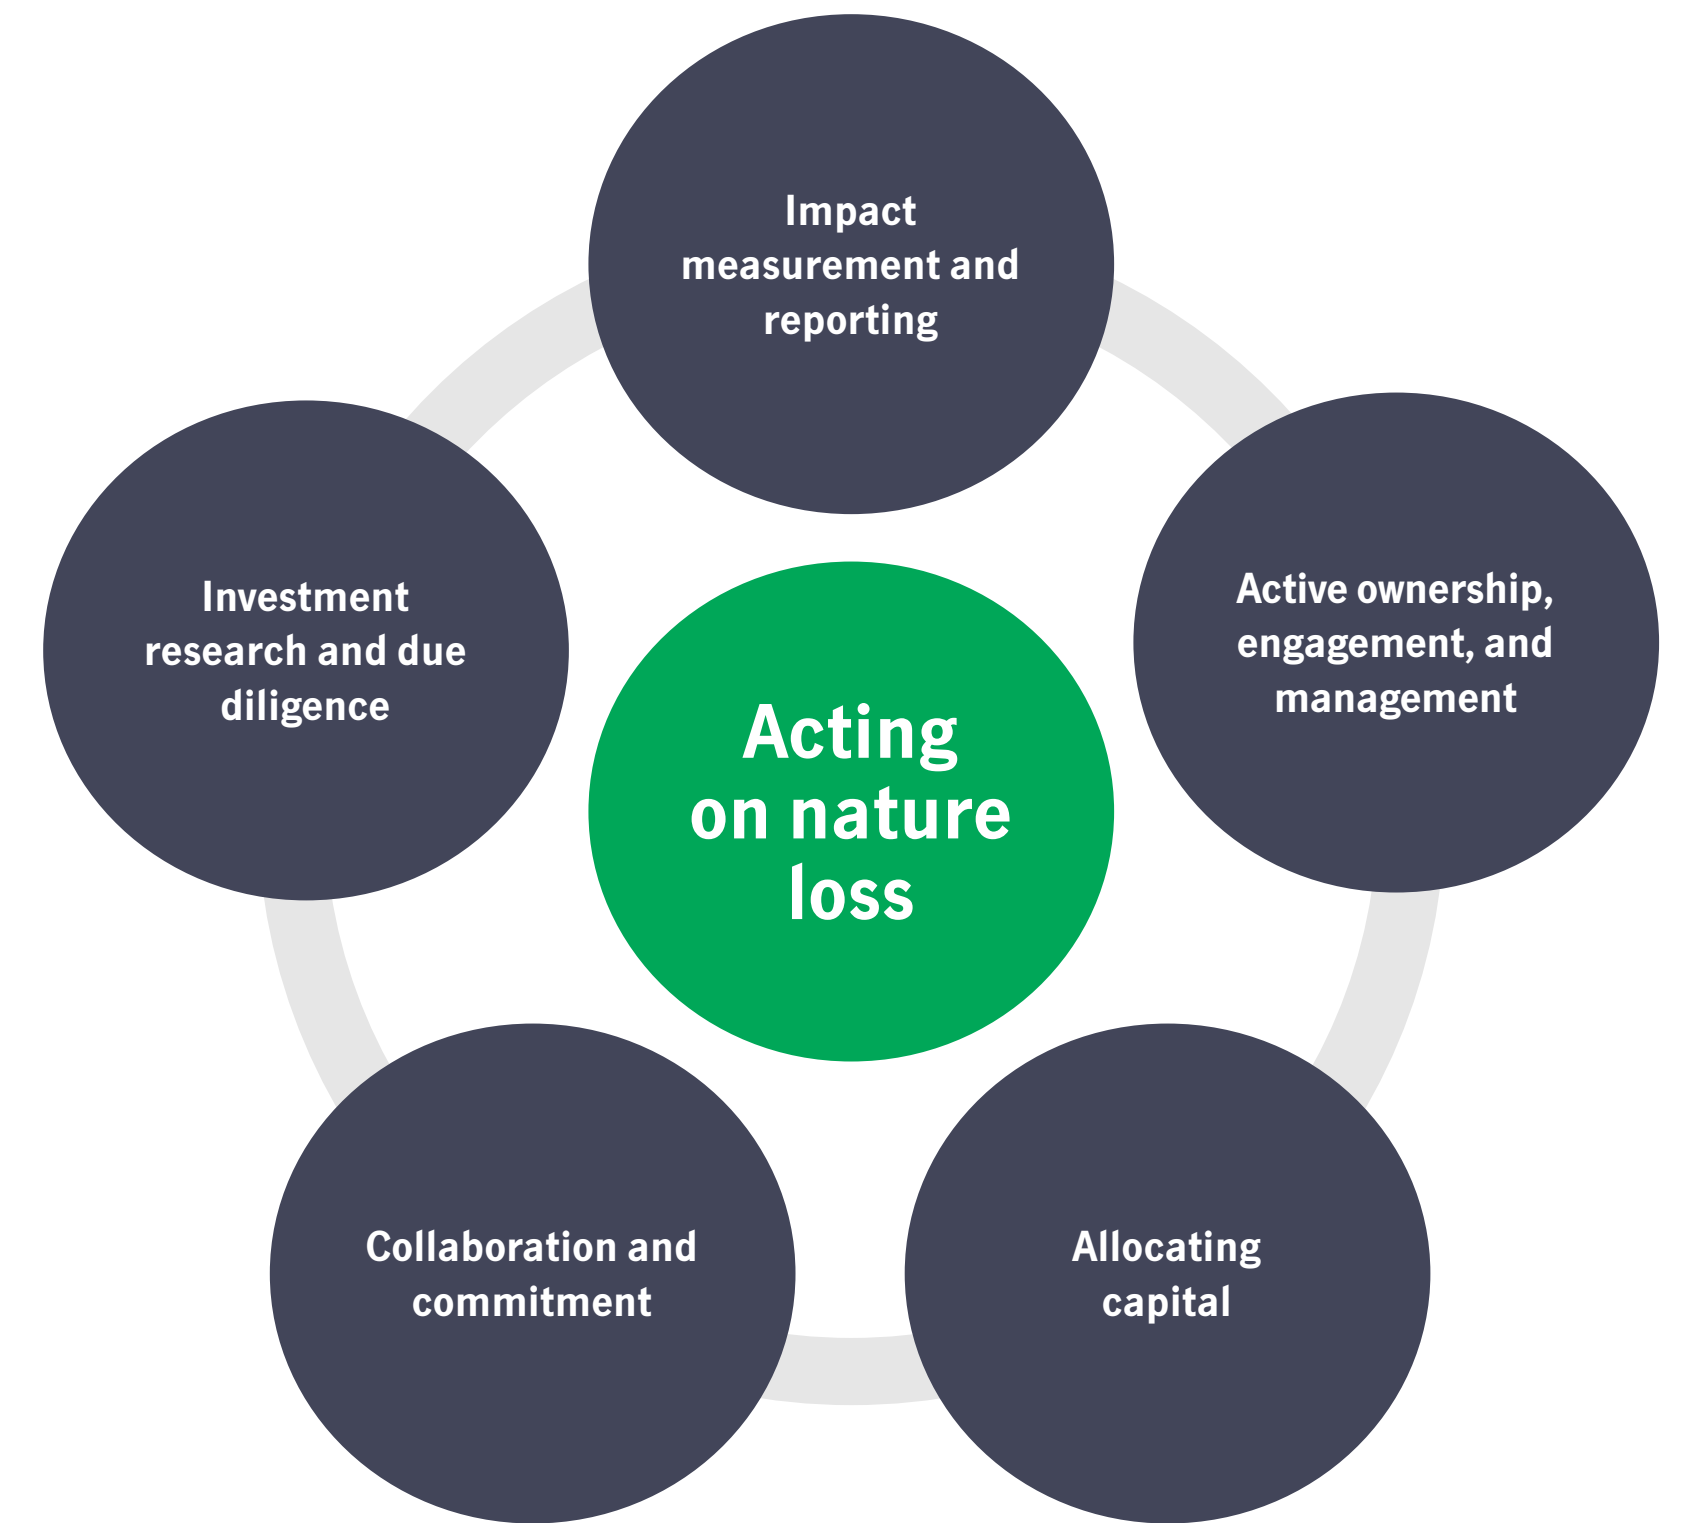 Impact
measurement and
reporting
Investment
research and due
diligence
Active ownership,
engagement, and
management
Acting
on nature
loss
Collaboration and
commitment
Allocating
capital